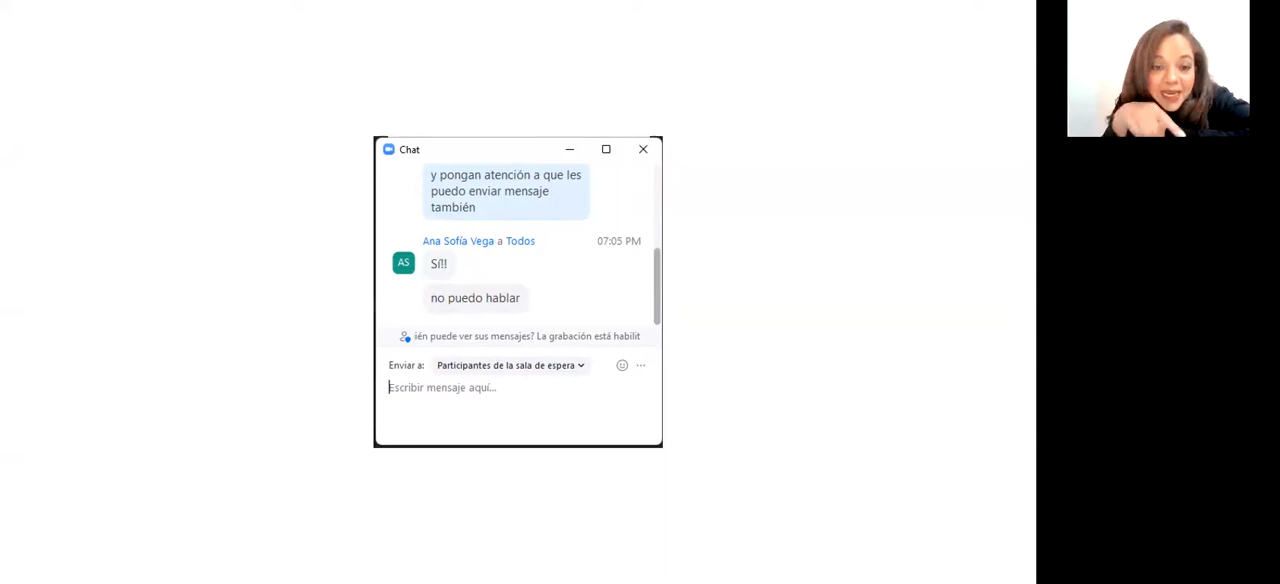 Chat
y pongan atención a que les
puedo enviar mensaje
también
Ana Sofía Vega a Todos 07:05 PM
AS
Sí!!
no puedo hablar
ién puede ver sus mensajes? La grabación está habilit
Enviar a: Participantes de la sala de espera
Escribir mensaje aquí...